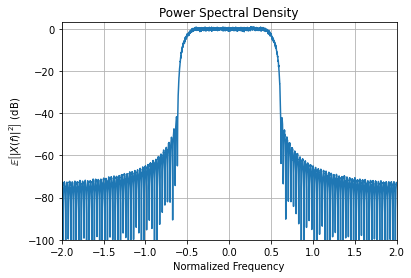 Power Spectral Density
0
−20
−40
−60
−80
−100
𝔼[|X(f)|²] (dB)
−2.0 −1.5 −1.0 −0.5 0.0 0.5 1.0 1.5 2.0
Normalized Frequency